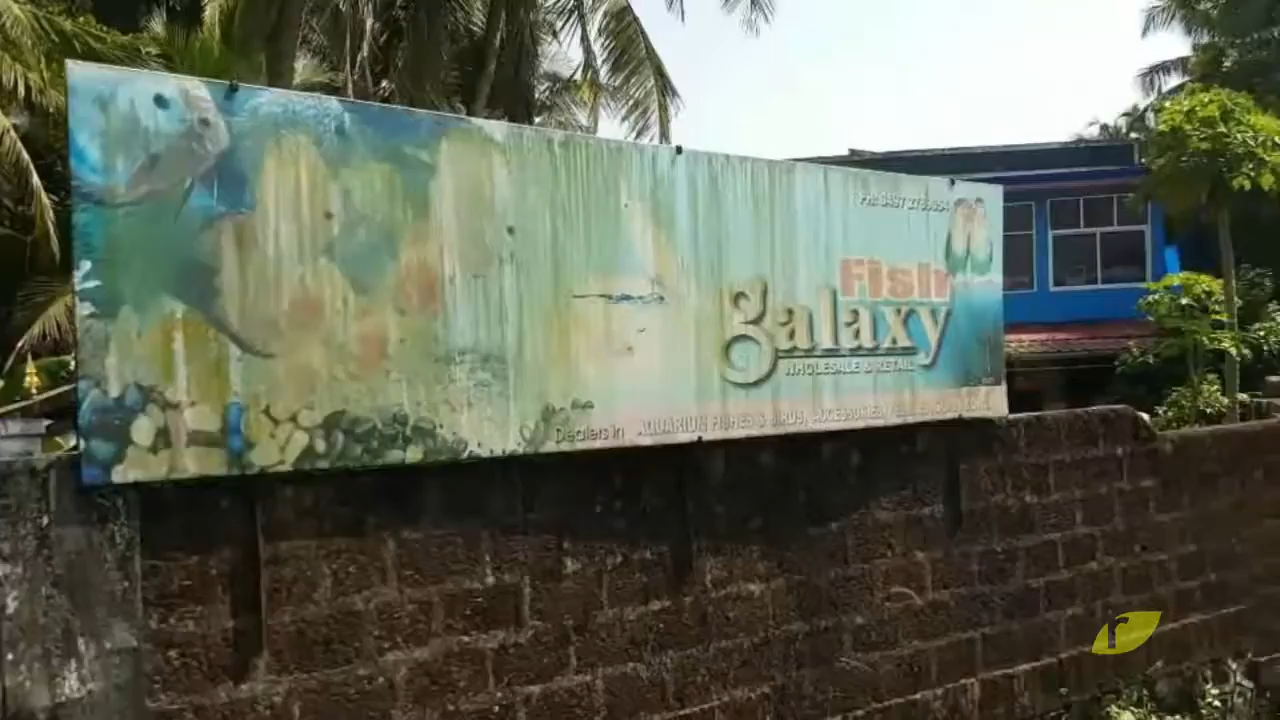 Fish
galaxy
WHOLESALE & RETAIL
Dealers in AQUARIUM FISHES & BIRDS, ACCESSORIES
r